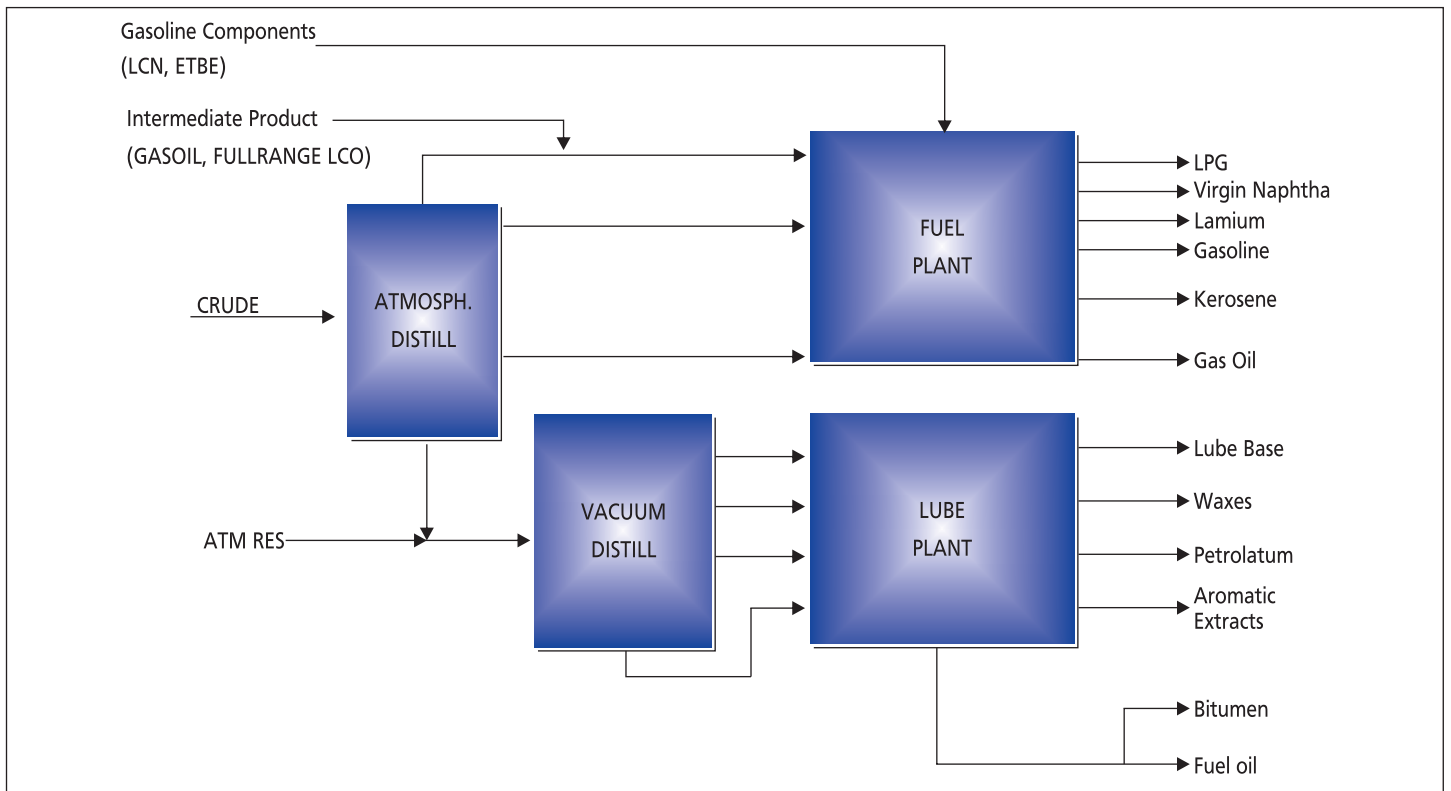 Gasoline Components
(LCN, ETBE)
Intermediate Product
(GASOIL, FULLRANGE LCO)
CRUDE
ATMOSPH.
DISTILL
ATM RES
VACUUM
DISTILL
FUEL
PLANT
LPG
Virgin Naphtha
Lamium
Gasoline
Kerosene
Gas Oil
LUBE
PLANT
Lube Base
Waxes
Petrolatum
Aromatic
Extracts
Bitumen
Fuel oil